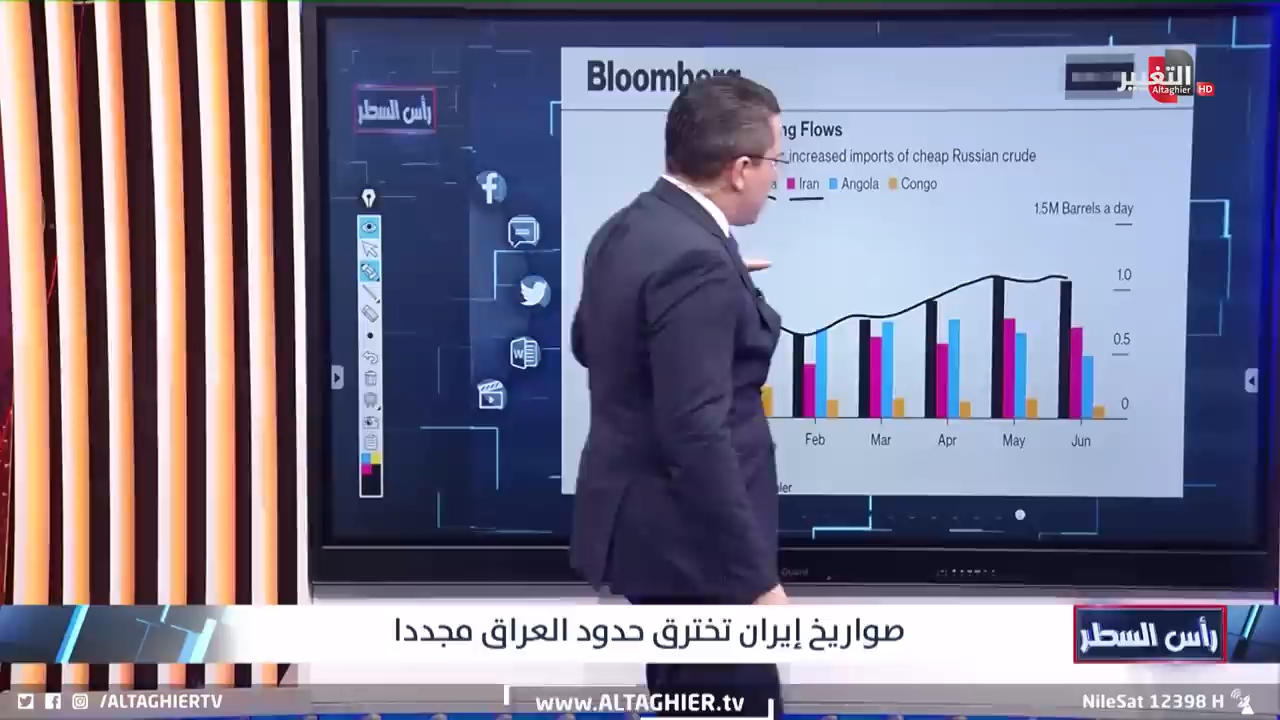 رأس السطر
Bloomberg
التغيير
Altaghier HD
ng Flows
increased imports of cheap Russian crude
a Iran Angola Congo
1.5M Barrels a day
1.0
0.5
0
Feb Mar Apr May Jun
ler
صواريخ إيران تخترق حدود العراق مجددا
رأس السطر
/ALTAGHIERTV
www.ALTAGHIER.tv
NileSat 12398 H